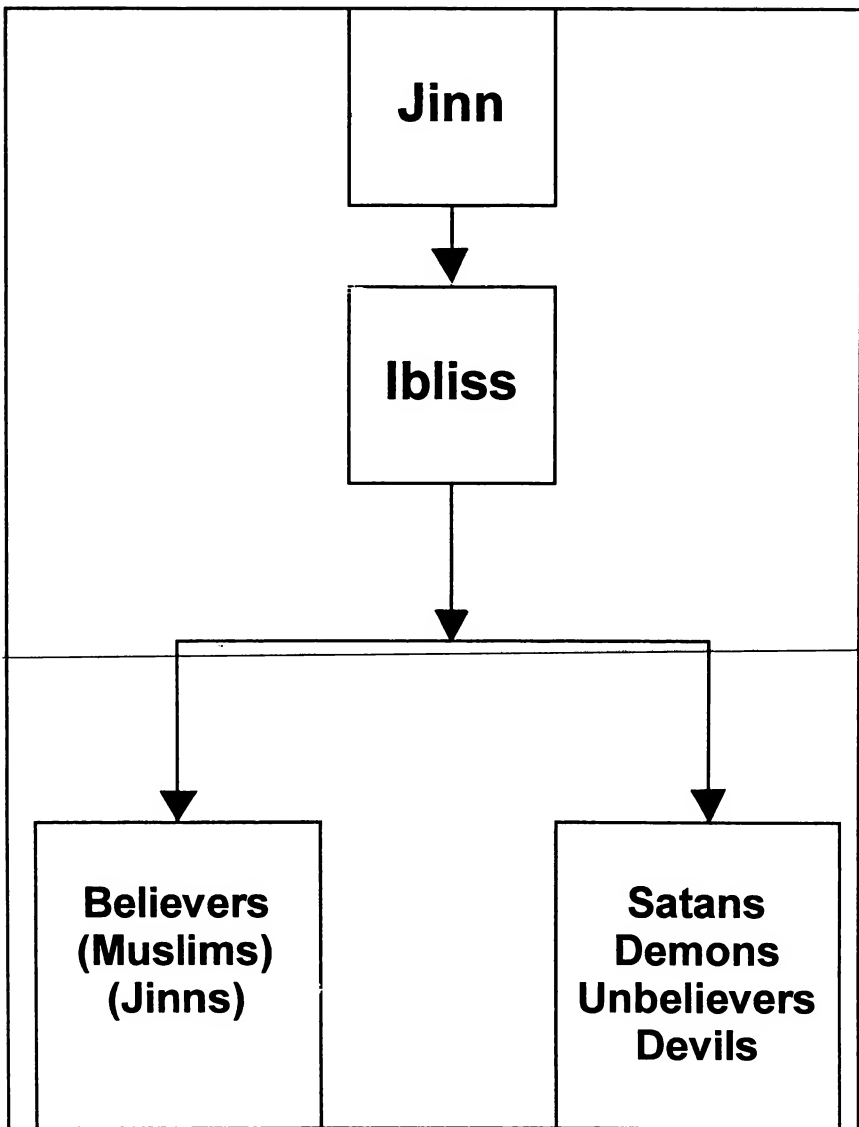 Jinn
Ibliss
Believers
(Muslims)
(Jinns)
Satans
Demons
Unbelievers
Devils